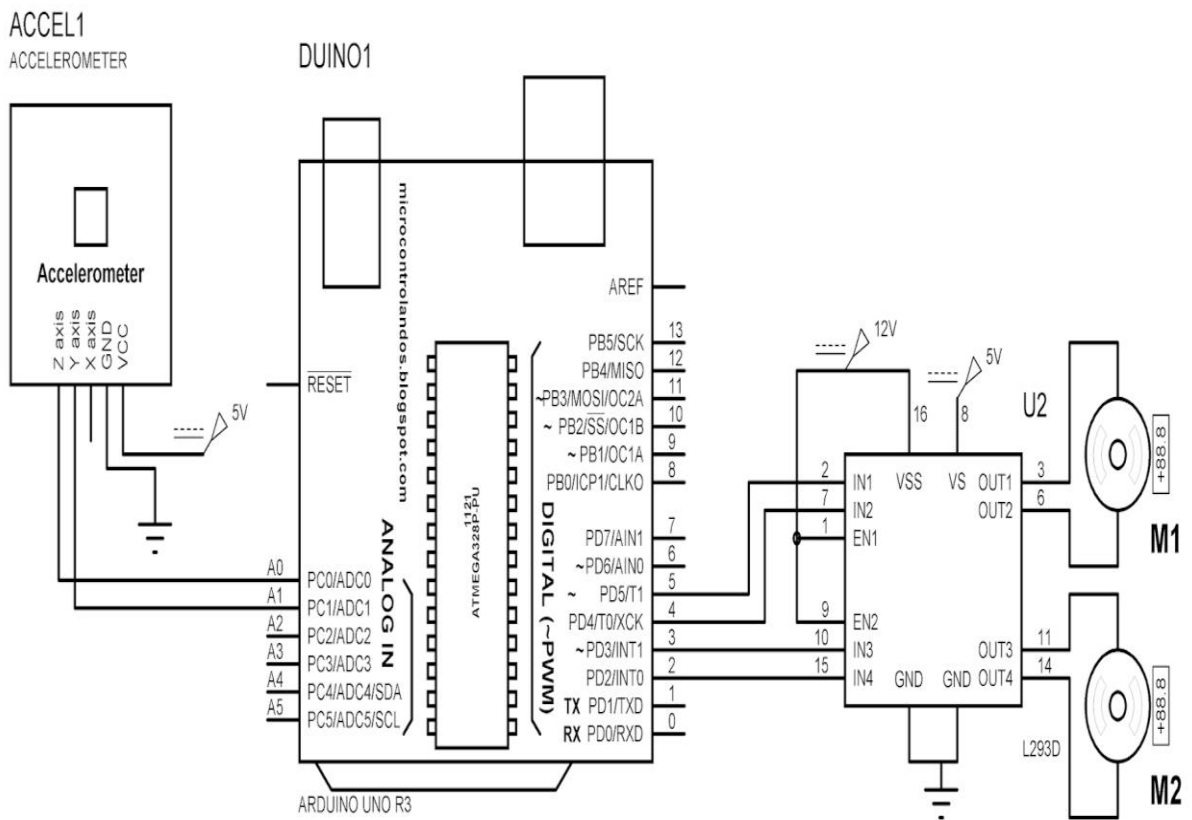 ACCEL1
ACCELEROMETER
Accelerometer
Z axis
Y axis
X axis
GND
VCC
5V
DUINO1
microcontrolandos.blogspot.com
RESET
1121
ATMEGA328P-PU
ANALOG IN
DIGITAL (~PWM)
A0 PC0/ADC0
A1 PC1/ADC1
A2 PC2/ADC2
A3 PC3/ADC3
A4 PC4/ADC4/SDA
A5 PC5/ADC5/SCL
AREF
PB5/SCK 13
PB4/MISO 12
~PB3/MOSI/OC2A 11
~ PB2/SS/OC1B 10
~ PB1/OC1A 9
PB0/ICP1/CLKO 8
PD7/AIN1 7
~PD6/AIN0 6
~ PD5/T1 5
PD4/T0/XCK 4
~PD3/INT1 3
PD2/INT0 2
TX PD1/TXD 1
RX PD0/RXD 0
ARDUINO UNO R3
12V
5V
16 8
U2
2 IN1 VSS VS OUT1 3
7 IN2 OUT2 6
1 EN1
9 EN2
10 IN3 OUT3 11
15 IN4 GND GND OUT4 14
L293D
+88.8
M1
+88.8
M2